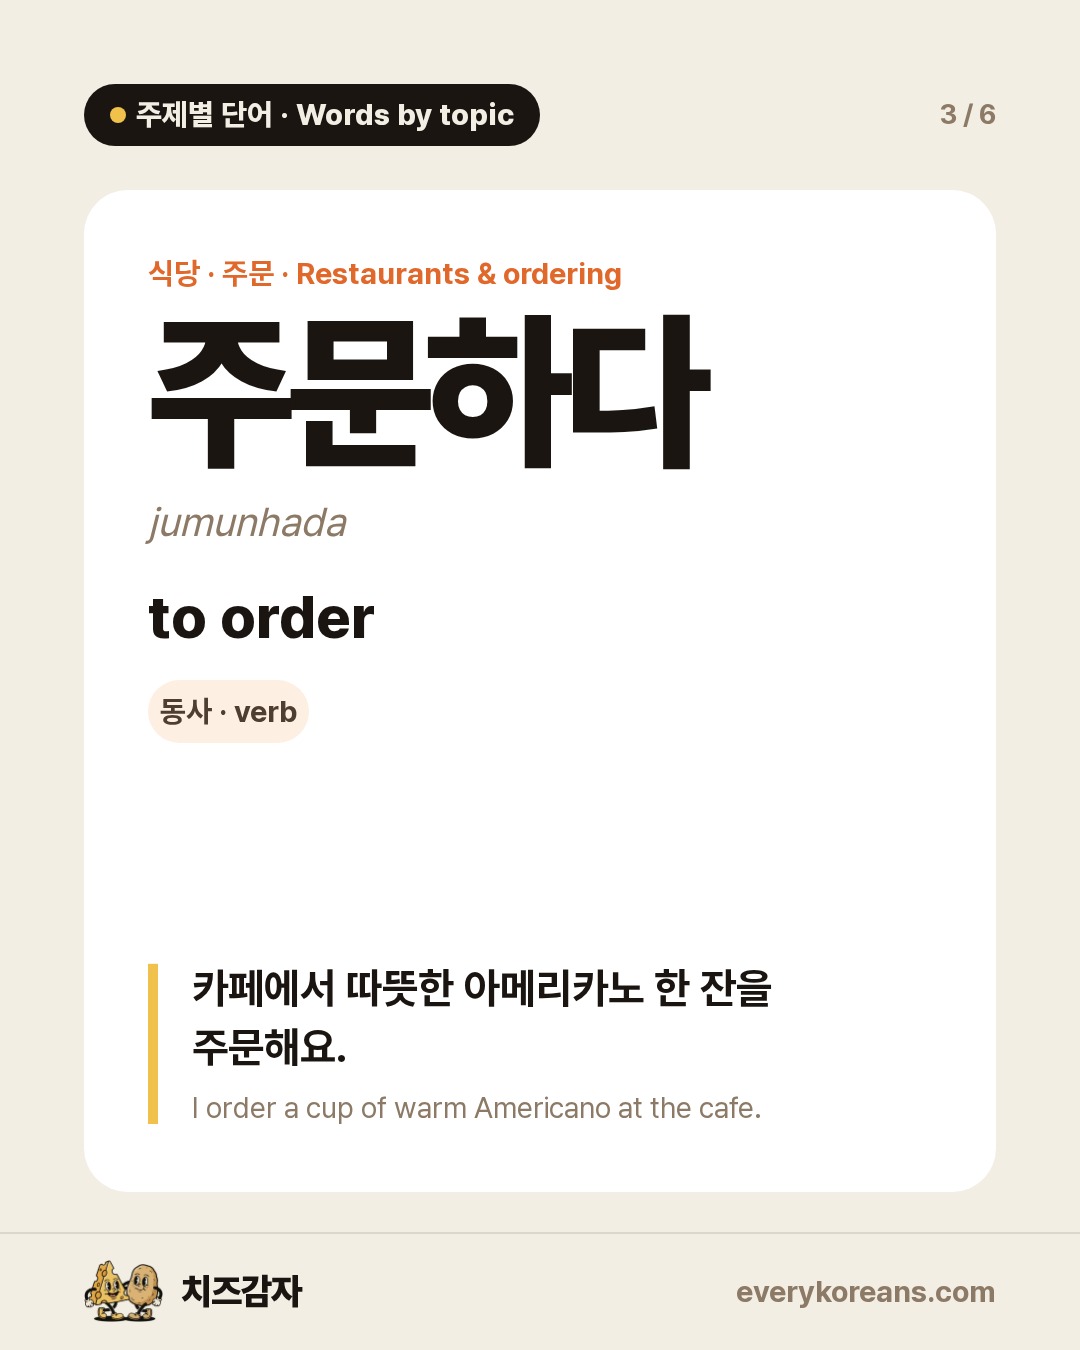 주제별 단어 · Words by topic
3 / 6
식당 · 주문 · Restaurants & ordering
주문하다
jumunhada
to order
동사 · verb
카페에서 따뜻한 아메리카노 한 잔을
주문해요.
I order a cup of warm Americano at the cafe.
치즈감자
everykoreans.com